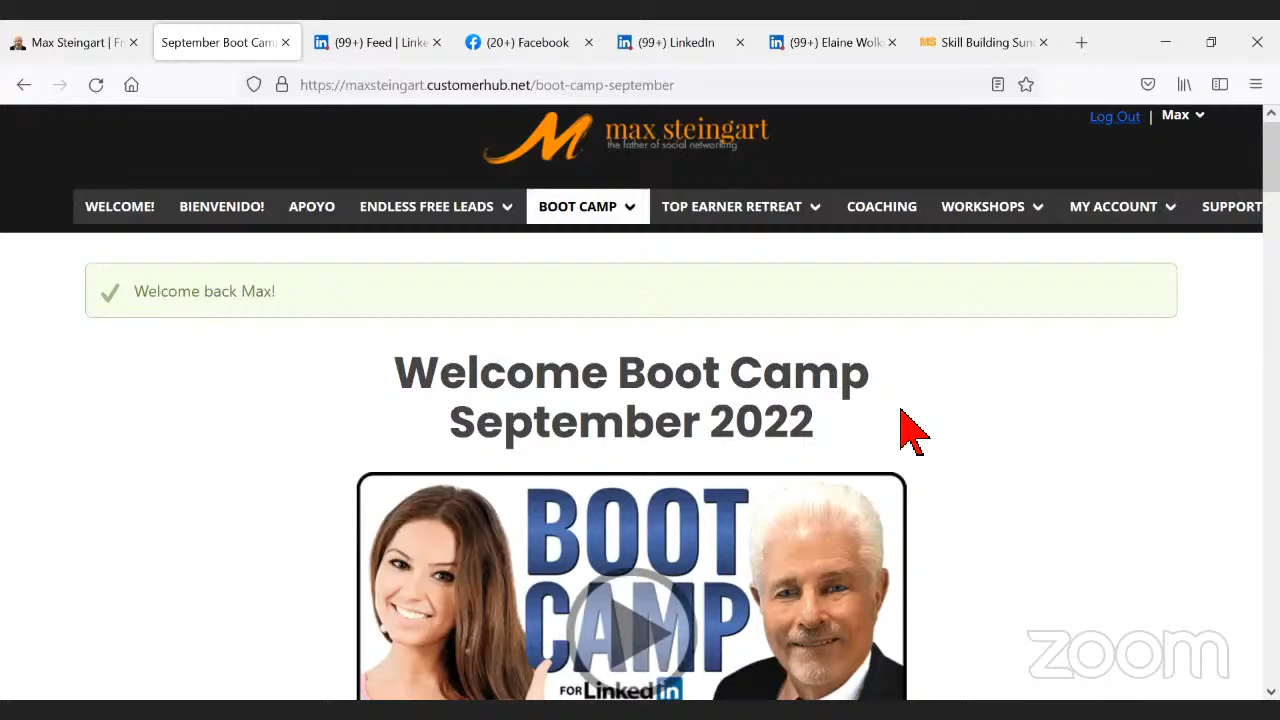 Max Steingart | Fr
September Boot Cam
(99+) Feed | Linke
(20+) Facebook
(99+) LinkedIn
(99+) Elaine Wolk
MS Skill Building Sun
https://maxsteingart.customerhub.net/boot-camp-september
max steingart
the father of social networking
Log Out | Max
WELCOME! BIENVENIDO! APOYO ENDLESS FREE LEADS BOOT CAMP TOP EARNER RETREAT COACHING WORKSHOPS MY ACCOUNT SUPPORT
Welcome back Max!
Welcome Boot Camp
September 2022
BOOT
CAMP
FOR Linked in
zoom